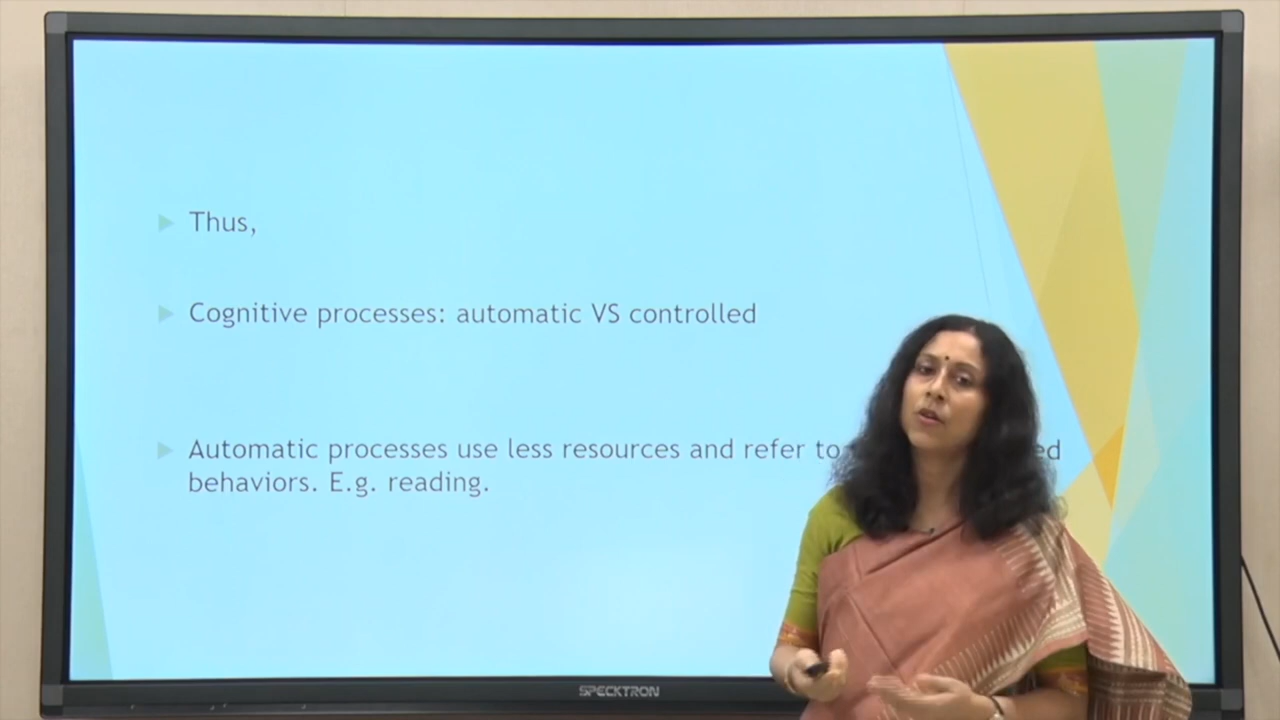 Thus,
Cognitive processes: automatic VS controlled
Automatic processes use less resources and refer to
behaviors. E.g. reading.
SPECKTRON